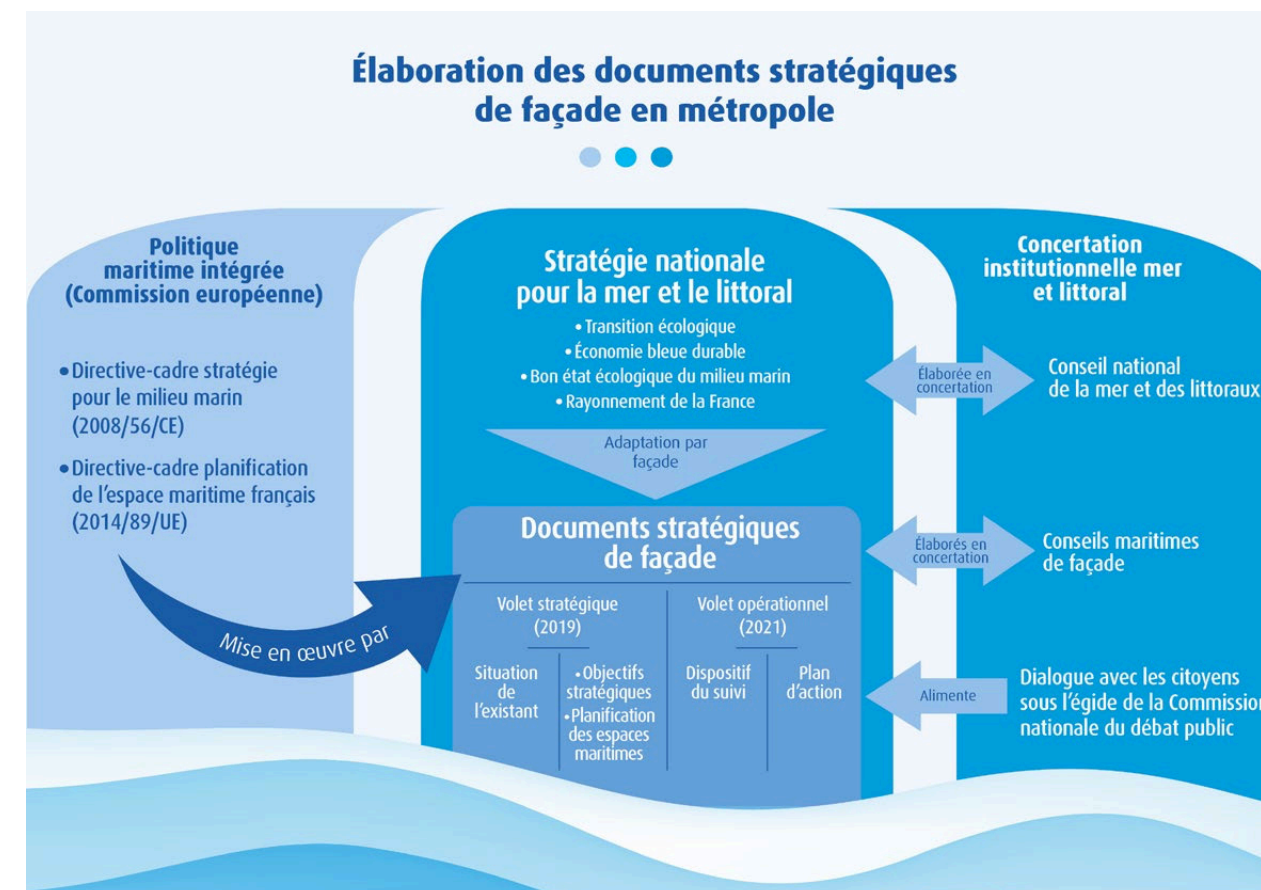 Élaboration des documents stratégiques
de façade en métropole
Politique
maritime intégrée
(Commission européenne)
• Directive-cadre stratégie
pour le milieu marin
(2008/56/CE)
• Directive-cadre planification
de l'espace maritime français
(2014/89/UE)
Mise en œuvre par
Stratégie nationale
pour la mer et le littoral
• Transition écologique
• Économie bleue durable
• Bon état écologique du milieu marin
• Rayonnement de la France
Adaptation par
façade
Documents stratégiques
de façade
Volet stratégique
(2019)
Situation
de
l'existant
• Objectifs
stratégiques
• Planification
des espaces
maritimes
Volet opérationnel
(2021)
Dispositif
du suivi
Plan
d'action
Concertation
institutionnelle mer
et littoral
Élaborée en
concertation
Conseil national
de la mer et des littoraux
Élaborés en
concertation
Conseils maritimes
de façade
Alimente
Dialogue avec les citoyens
sous l'égide de la Commission
nationale du débat public